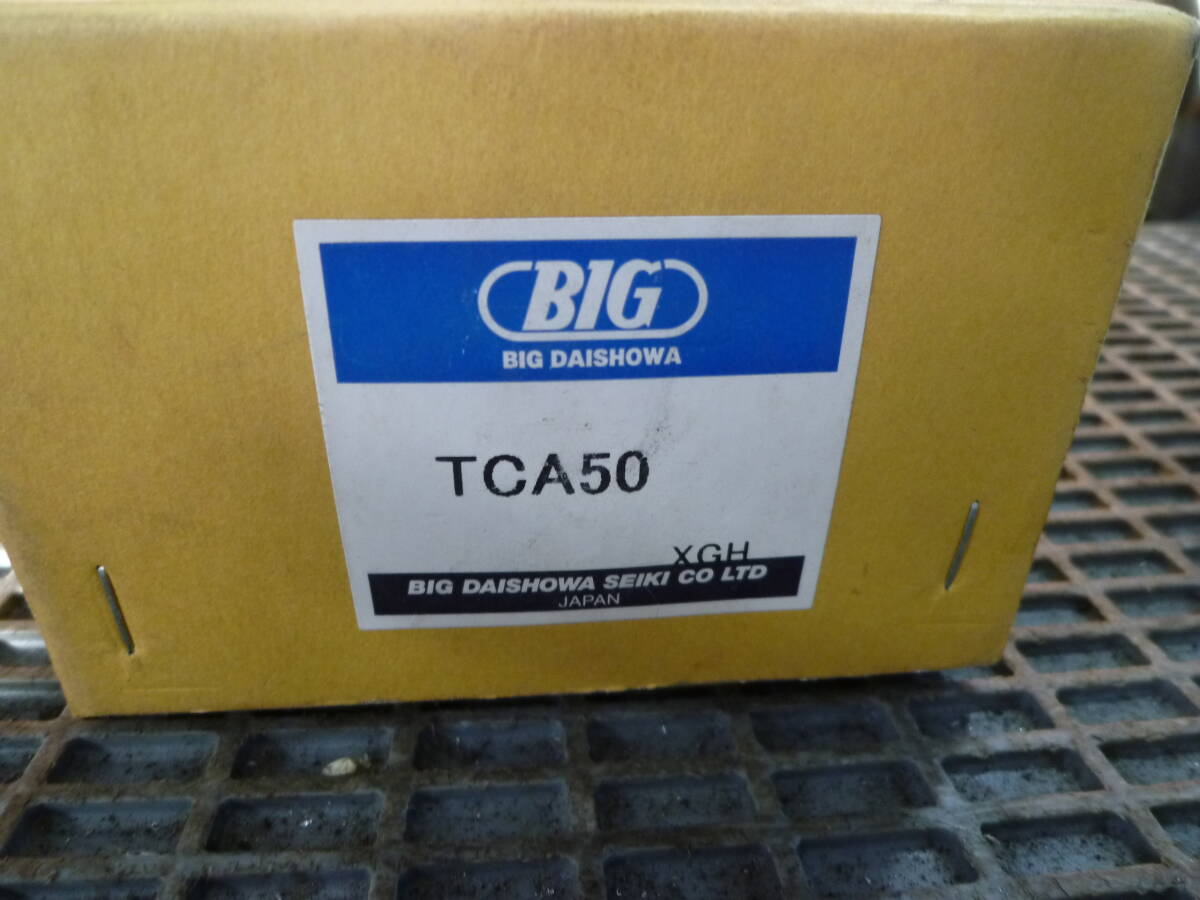 BIG
BIG DAISHOWA
TCA50
XGH
BIG DAISHOWA SEIKI CO LTD
JAPAN